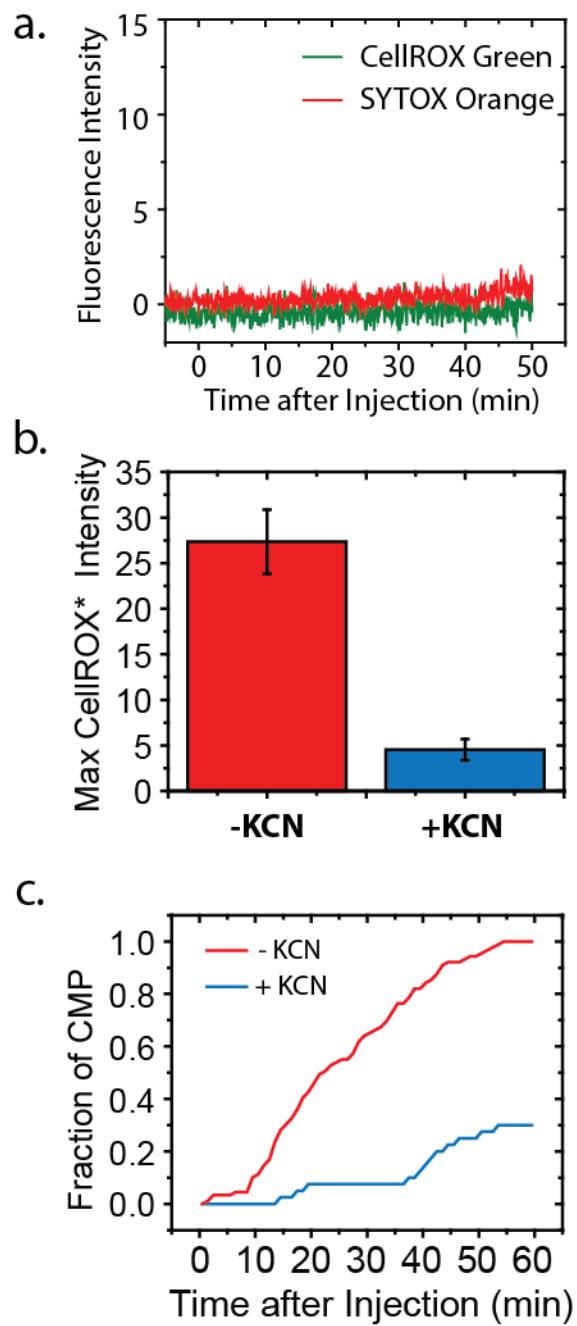 a.
15
10
5
0
Fluorescence Intensity
CellROX Green
SYTOX Orange
0 10 20 30 40 50
Time after Injection (min)
b.
35
30
25
20
15
10
5
0
Max CellROX* Intensity
-KCN +KCN
c.
1.0
0.8
0.6
0.4
0.2
0.0
Fraction of CMP
- KCN
+ KCN
0 10 20 30 40 50 60
Time after Injection (min)